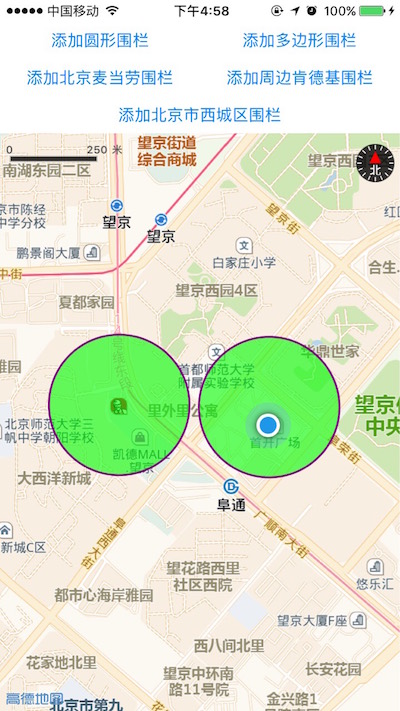 中国移动 下午4:58 100%
添加圆形围栏 添加多边形围栏
添加北京麦当劳围栏 添加周边肯德基围栏
添加北京市西城区围栏
250 米
望京街道
综合商城
南湖东园二区
望京西园
北
京市陈经
中学分校
望京
望京
望京街
红
鹏景阁大厦
白家庄小学
中街
合生
夏都家园
望京西园4区
首都师范大学
附属实验学校
华鼎世家
里外里公寓
望京
中央
北京师范大学三
帆中学朝阳学校
凯德MALL
望京
首开广场
阜荣街
大西洋新城
阜通
广顺南大街
阜通西大街
新城C区
望花路西里
社区西院
悠乐汇
都市心海岸雅园
望京大厦F座
西八间北里
花家地北里
望京中环南
路11号院
长安花园
高德地图
北京市第九
金兴路1